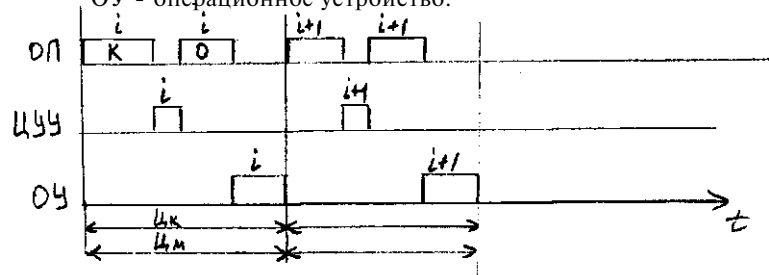 ОУ - операционное устройство.
i i i+1 i+1
ОП К О
i i+1
ЦУУ
i i+1
ОУ
t
Цк
Цм